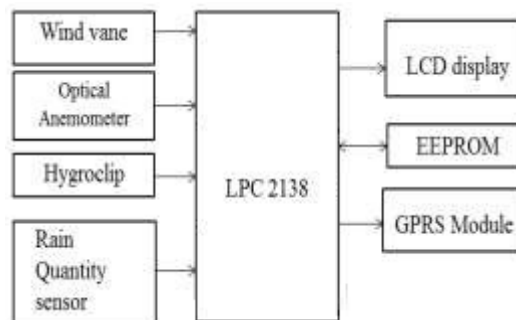 Wind vane
Optical
Anemometer
Hygroclip
Rain
Quantity
sensor
LPC 2138
LCD display
EEPROM
GPRS Module